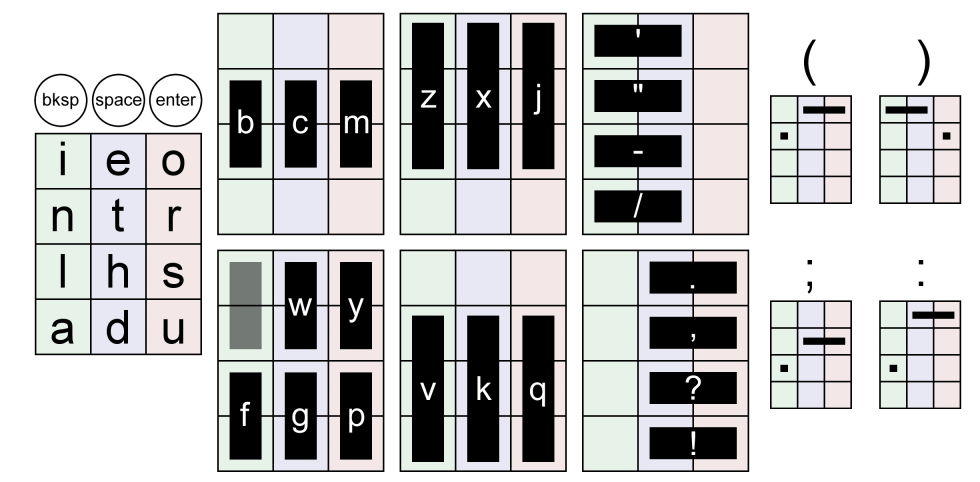 bksp space enter
i e o
n t r
l h s
a d u
b c m
z x j
'
"
-
/
( )
w y
f g p
v k q
.
,
?
!
; :